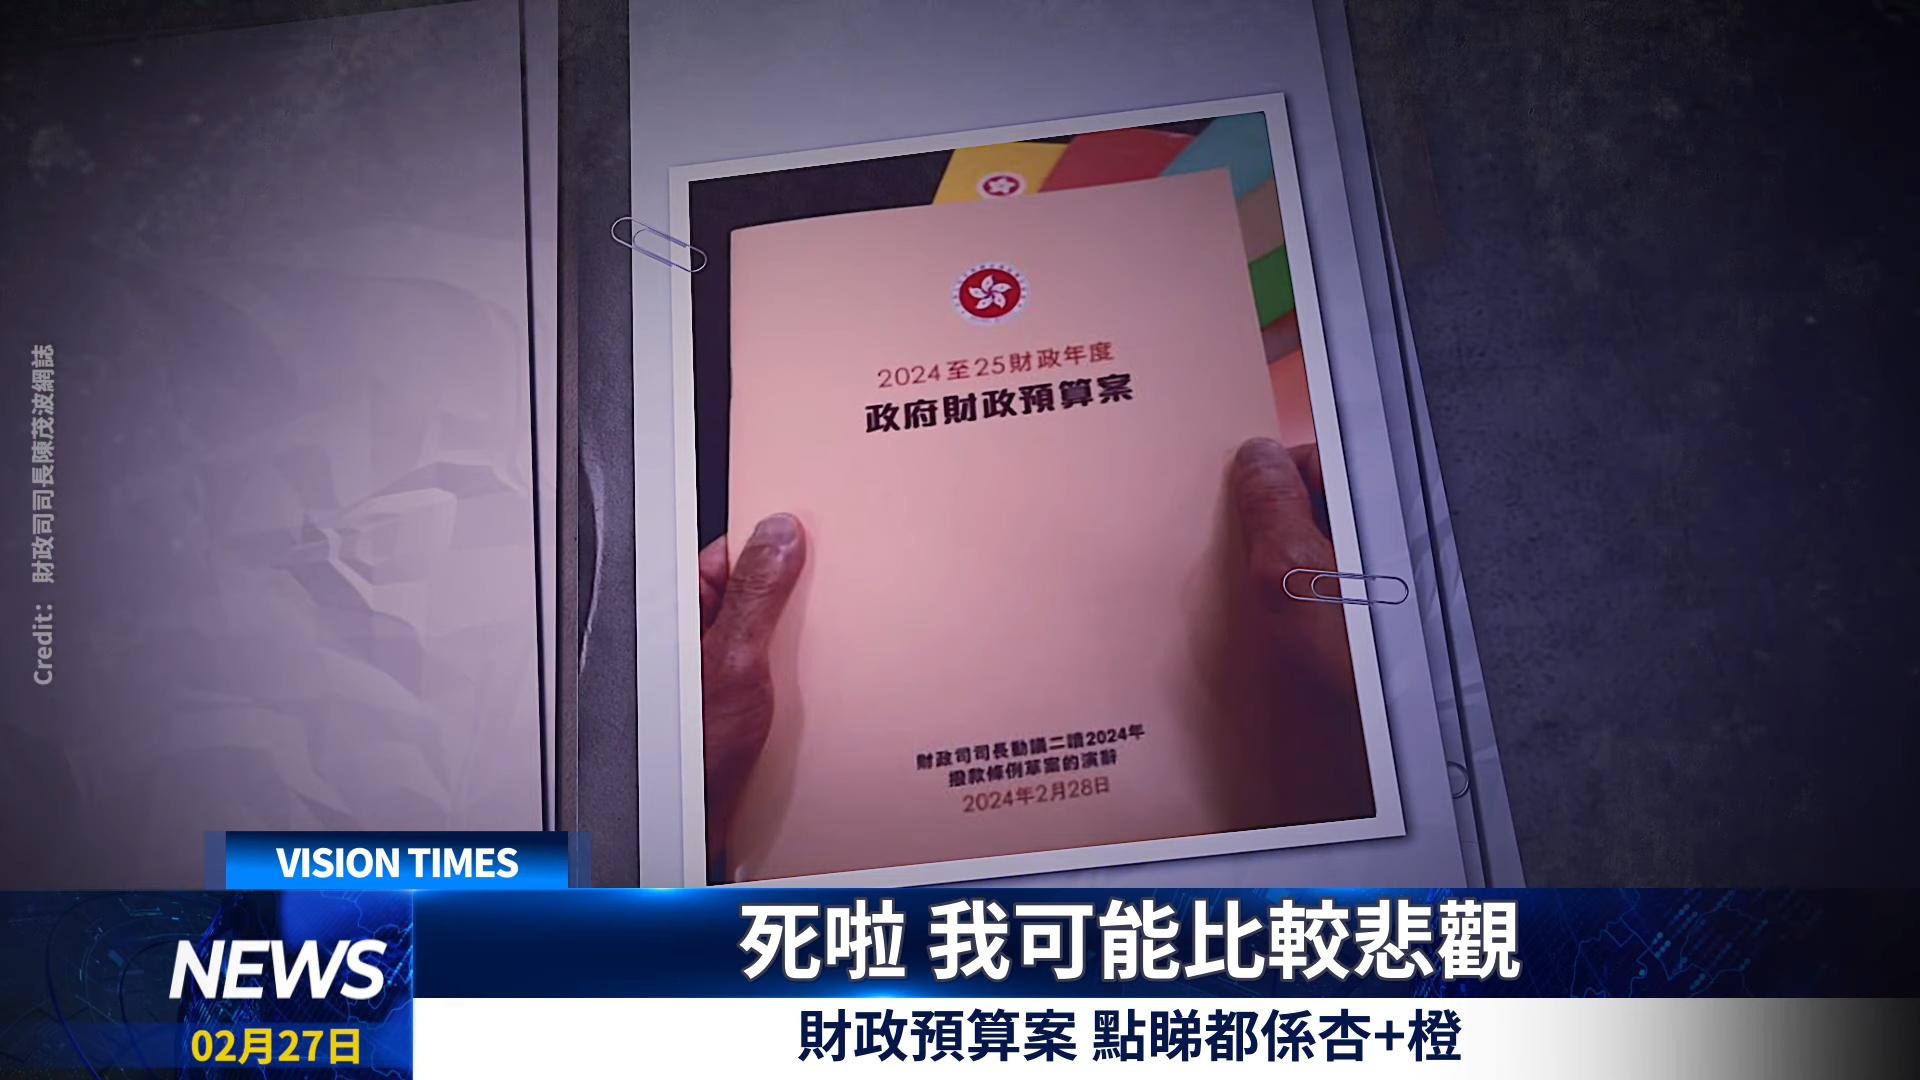 Credit： 財政司司長陳茂波網誌
2024至25財政年度
政府財政預算案
財政司司長動議二讀2024年
撥款條例草案的演辭
2024年2月28日
VISION TIMES
NEWS
02月27日
死啦 我可能比較悲觀
財政預算案 點睇都係杏+橙